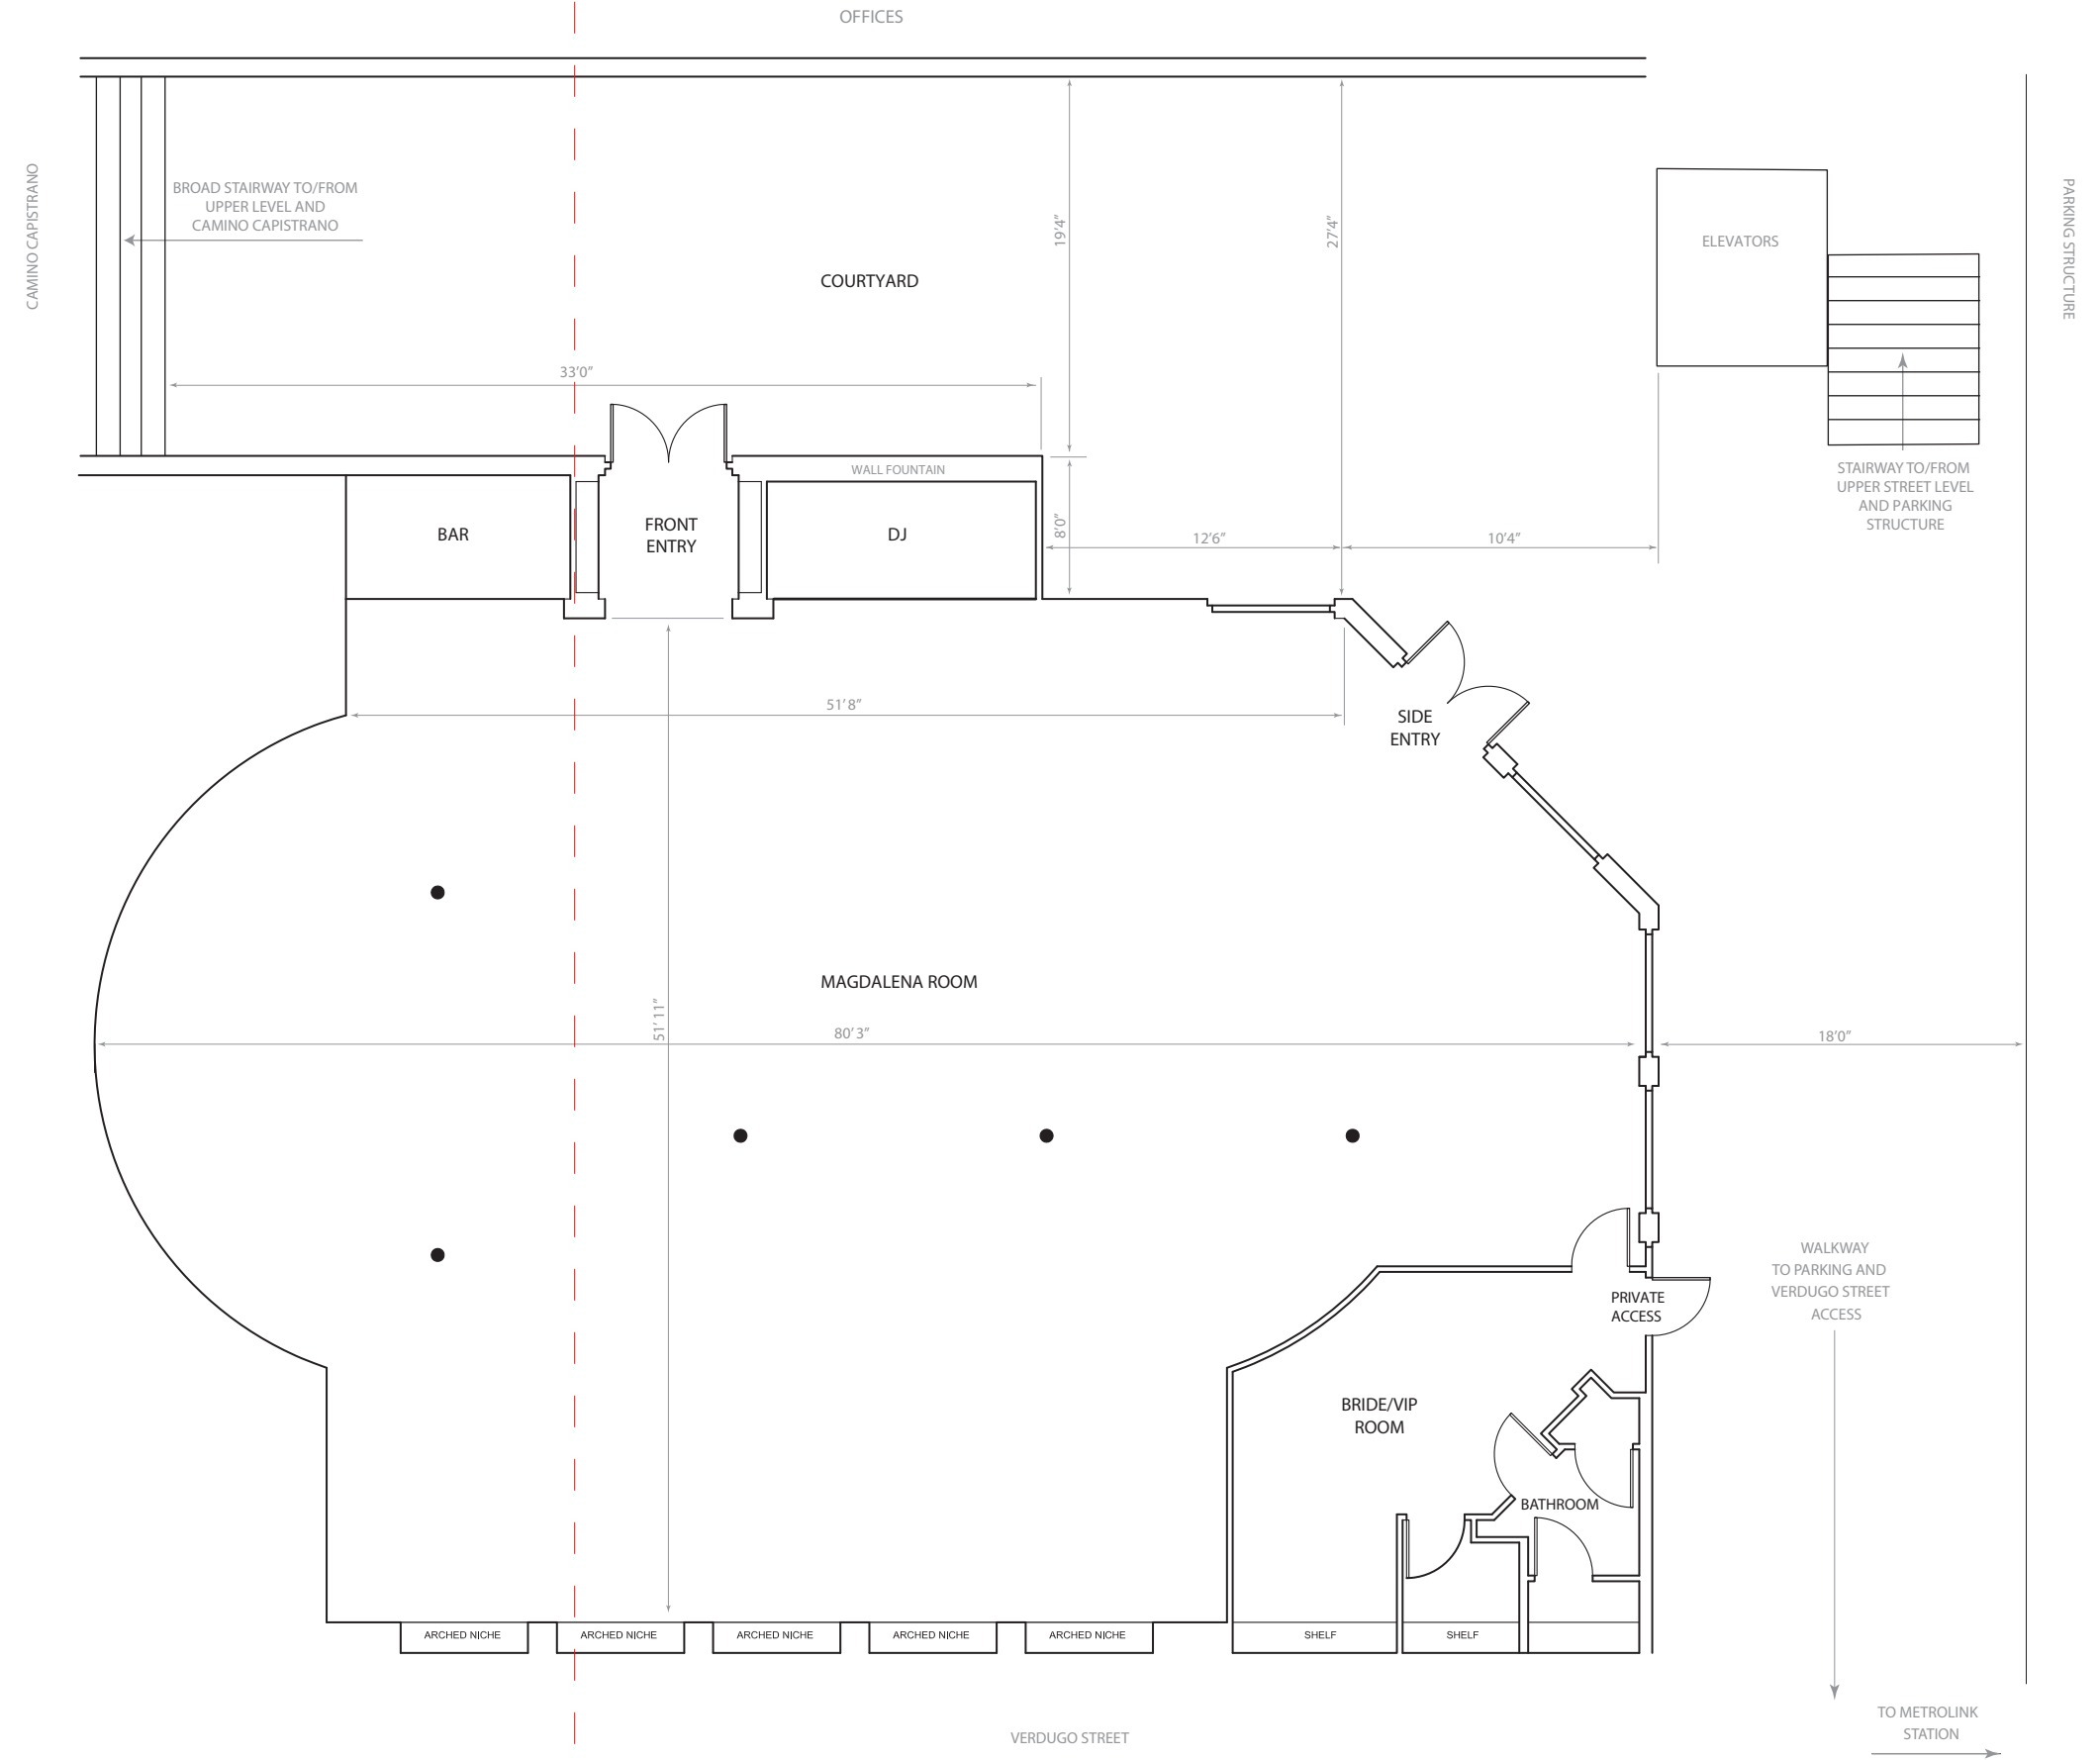 OFFICES
CAMINO CAPISTRANO
BROAD STAIRWAY TO/FROM
UPPER LEVEL AND
CAMINO CAPISTRANO
COURTYARD
19’4”
27’4”
ELEVATORS
PARKING STRUCTURE
33’0”
STAIRWAY TO/FROM
UPPER STREET LEVEL
AND PARKING
STRUCTURE
WALL FOUNTAIN
BAR
FRONT
ENTRY
DJ
8’0”
12’6”
10’4”
51’ 8”
SIDE
ENTRY
MAGDALENA ROOM
51’ 11”
80’ 3”
18’0”
WALKWAY
TO PARKING AND
VERDUGO STREET
ACCESS
PRIVATE
ACCESS
BRIDE/VIP
ROOM
BATHROOM
ARCHED NICHE
ARCHED NICHE
ARCHED NICHE
ARCHED NICHE
ARCHED NICHE
SHELF
SHELF
VERDUGO STREET
TO METROLINK
STATION